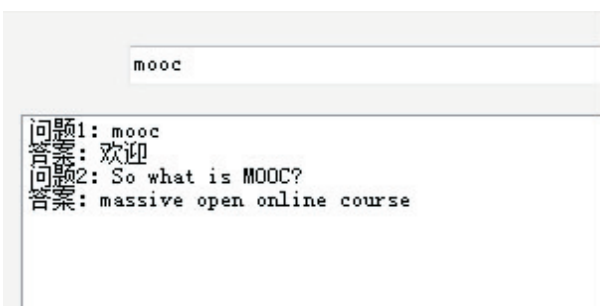 mooc
问题1: mooc
答案: 欢迎
问题2: So what is MOOC?
答案: massive open online course